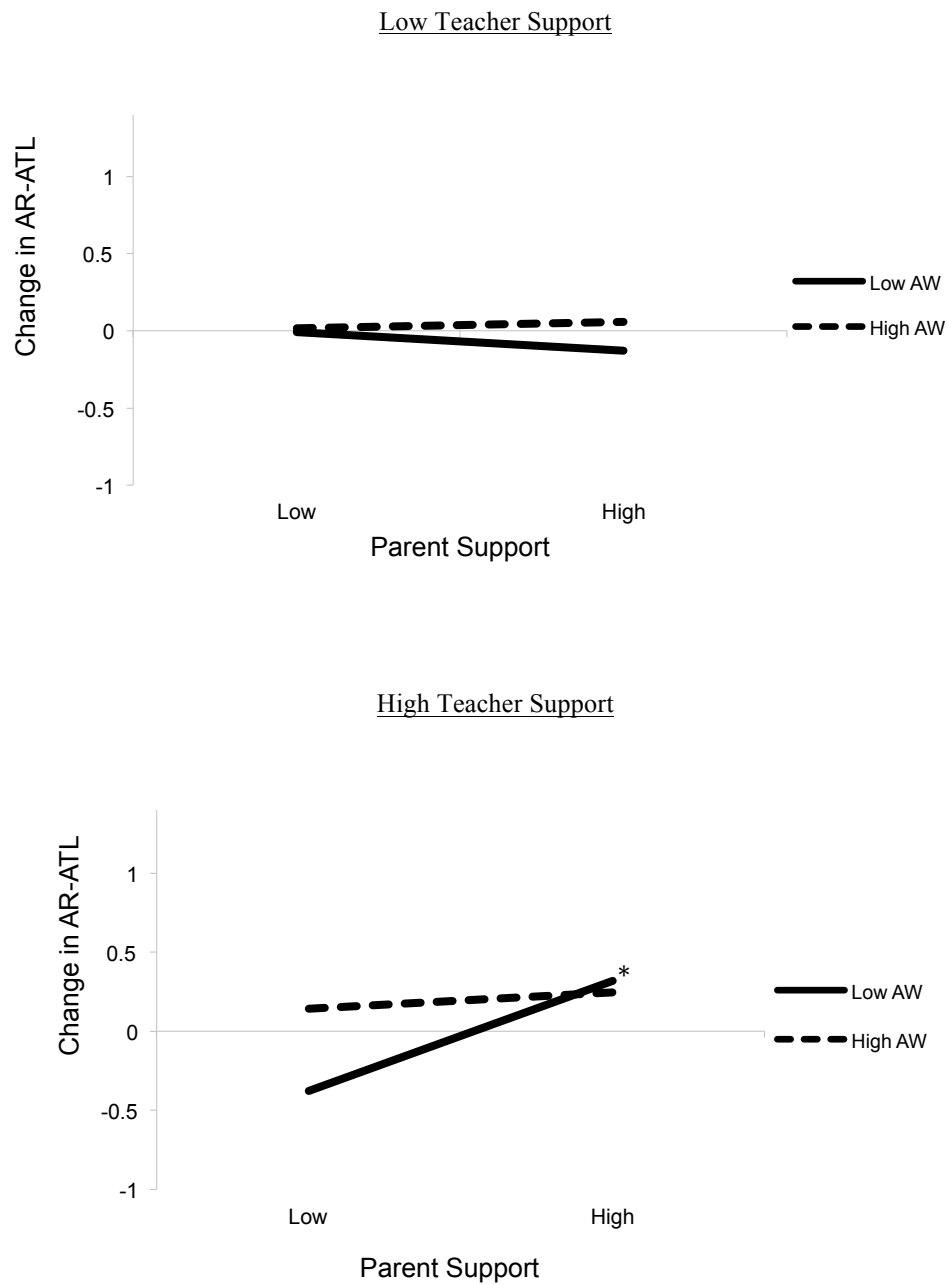 Low Teacher Support
Change in AR-ATL
1
0.5
0
-0.5
-1
Low AW
High AW
Low
High
Parent Support
High Teacher Support
Change in AR-ATL
1
0.5
0
-0.5
-1
*
Low AW
High AW
Low
High
Parent Support